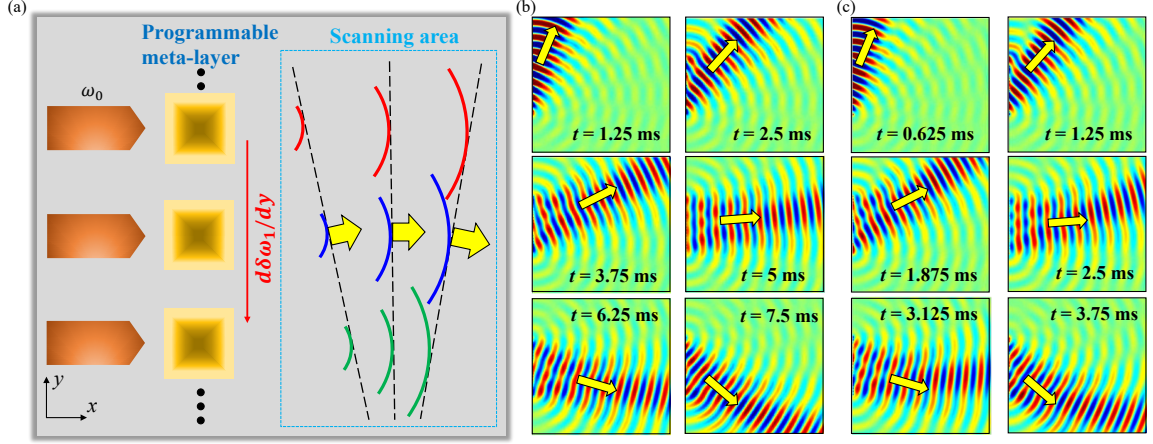 (a)
Programmable
meta-layer
Scanning area
ω₀
dδω₁/dy
y
x
(b)
t = 1.25 ms
t = 2.5 ms
t = 3.75 ms
t = 5 ms
t = 6.25 ms
t = 7.5 ms
(c)
t = 0.625 ms
t = 1.25 ms
t = 1.875 ms
t = 2.5 ms
t = 3.125 ms
t = 3.75 ms